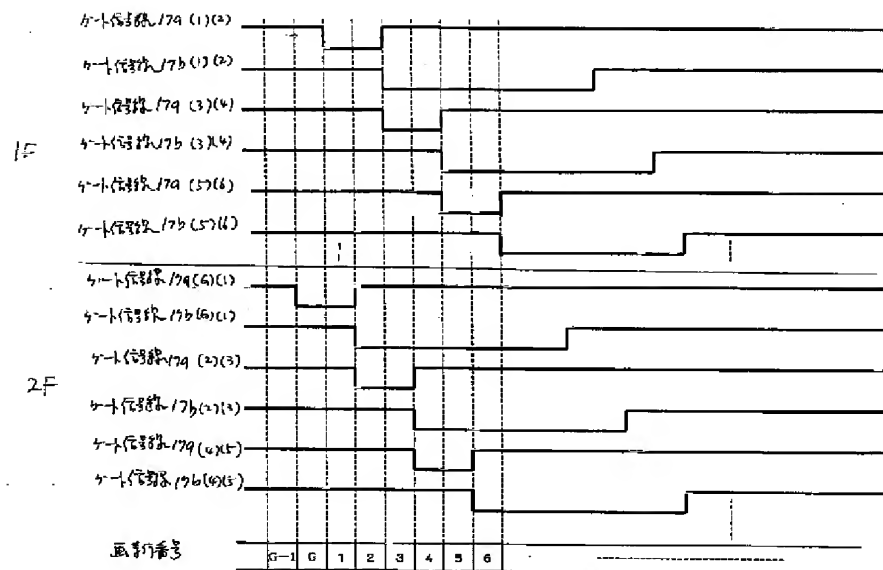 ゲート信号線17a (1)(2)
ゲート信号線17b (1)(2)
ゲート信号線17a (3)(4)
1F
ゲート信号線17b (3)(4)
ゲート信号線17a (5)(6)
ゲート信号線17b (5)(6)
ゲート信号線17a(G)(1)
ゲート信号線17b(G)(1)
ゲート信号線17a (2)(3)
2F
ゲート信号線17b(2)(3)
ゲート信号線17a (4)(5)
ゲート信号線17b(4)(5)
画素行番号 G-1 G 1 2 3 4 5 6